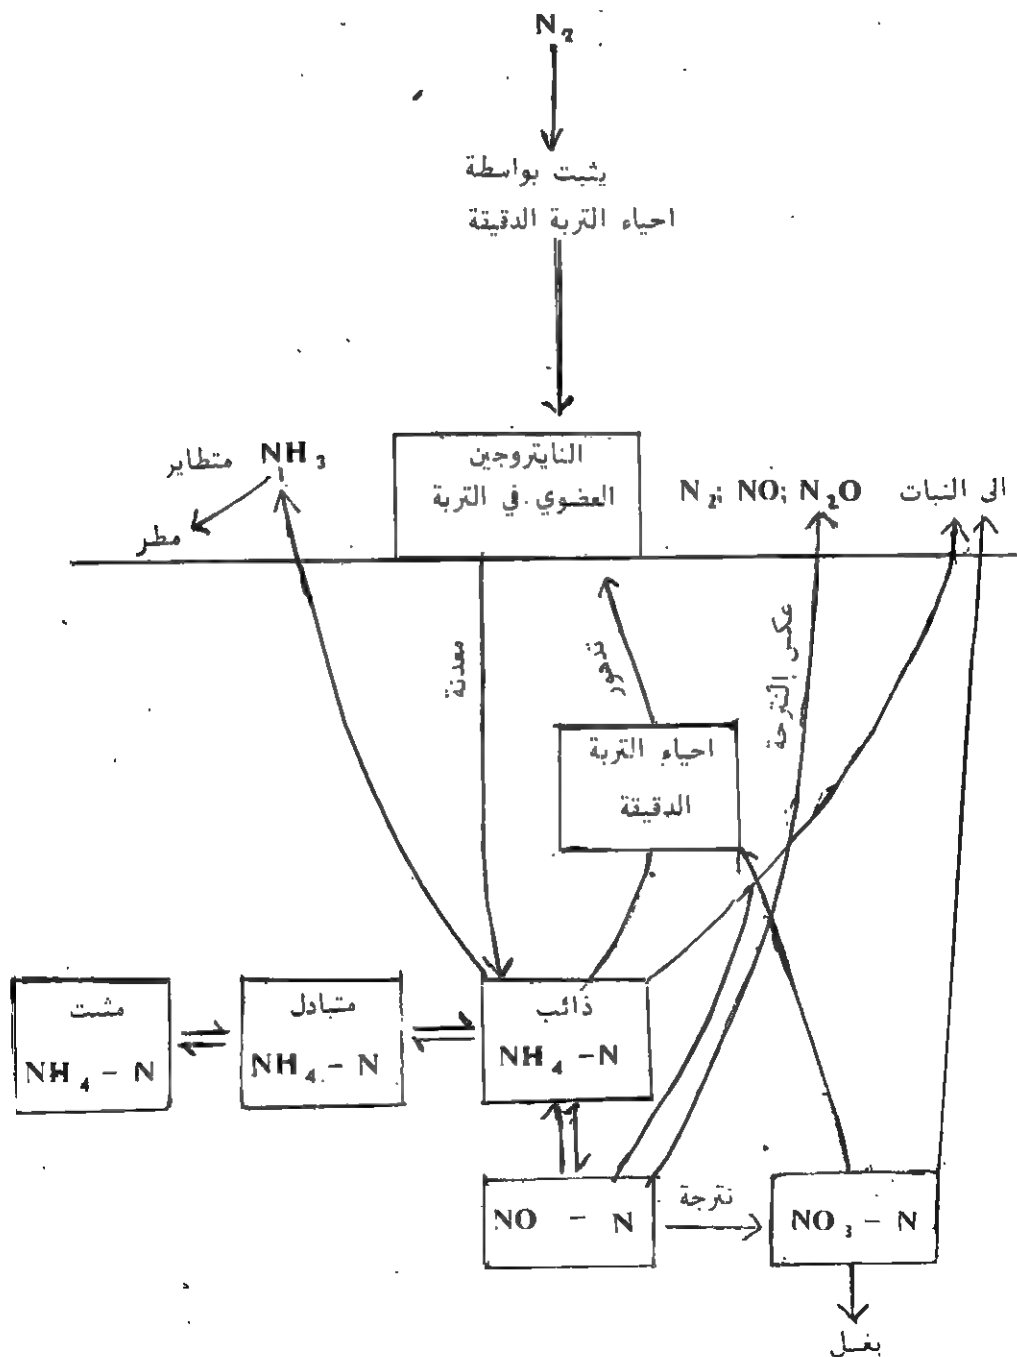 N₂
يثبت بواسطة
احياء التربة الدقيقة
النايتروجين
العضوي في التربة
متطاير NH₃
مطر
N₂; NO; N₂O
الى النبات
معدنة
تدهور
عكس النترجة
احياء التربة
الدقيقة
مثبت
NH₄ – N
متبادل
NH₄ – N
ذائب
NH₄ – N
NO – N
نترجة
NO₃ – N
يغسل